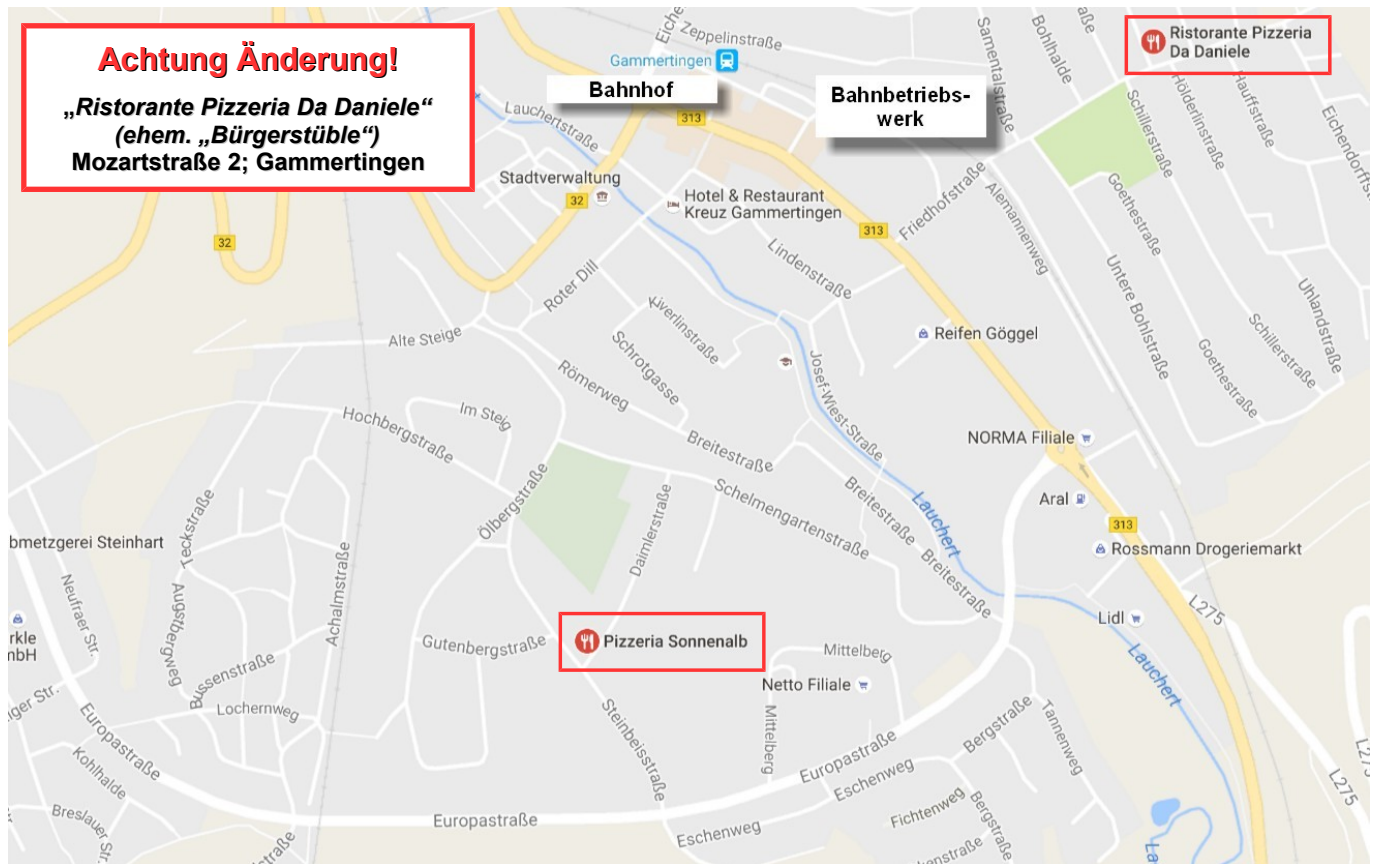 Achtung Änderung!
„Ristorante Pizzeria Da Daniele“
(ehem. „Bürgerstüble“)
Mozartstraße 2; Gammertingen
Zeppelinstraße
Gammertingen
Bahnhof
Bahnbetriebs-
werk
Samentalstraße
Bohlhalde
Ristorante Pizzeria
Da Daniele
Schillerstraße
Hölderlinstraße
Hauffstraße
Lauchertstraße
313
Stadtverwaltung
32
Hotel & Restaurant
Kreuz Gammertingen
32
313
Friedhofstraße
Alemannenweg
Goethestraße
Lindenstraße
Roter Dill
Untere Bohlstraße
Uhlandstraße
Schillerstraße
Goethestraße
Alte Steige
Kiverlinstraße
Schrotgasse
Reifen Göggel
Josef-Wiest-Straße
Römerweg
Im Steig
Hochbergstraße
Breitestraße
NORMA Filiale
Ölbergstraße
Schelmengartenstraße
Breitestraße
Lauchert
Aral
313
Teckstraße
Daimlerstraße
Rossmann Drogeriemarkt
bmetzgerei Steinhart
Breitestraße
Neufraer Str.
Augstbergweg
Achalmstraße
L275
Lidl
rkle
mbH
Gutenbergstraße
Pizzeria Sonnenalb
Mittelberg
Lauchert
Bussenstraße
Netto Filiale
Lochernweg
Steinbeisstraße
Mittelberg
Bergstraße
Tannenweg
Europastraße
Kohlhalde
Europastraße
Eschenweg
L275
Breslauer Str.
Europastraße
Eschenweg
Fichtenweg
Bergstraße